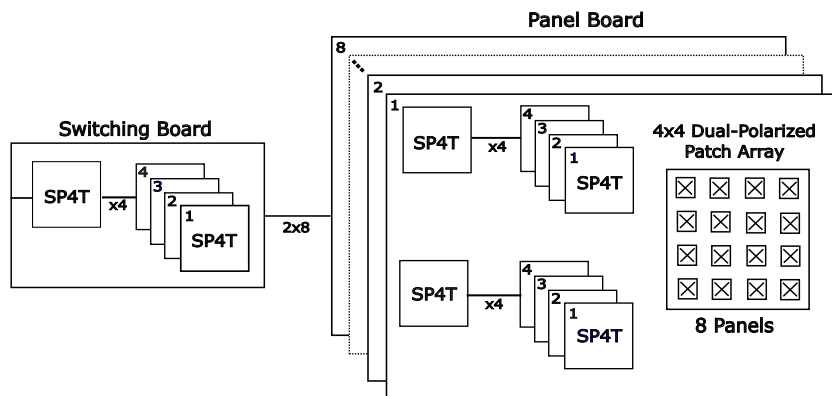 Panel Board
8
2
1
Switching Board
SP4T
x4
4
3
2
1
SP4T
2x8
SP4T
x4
4
3
2
1
SP4T
SP4T
x4
4
3
2
1
SP4T
4x4 Dual-Polarized
Patch Array
8 Panels